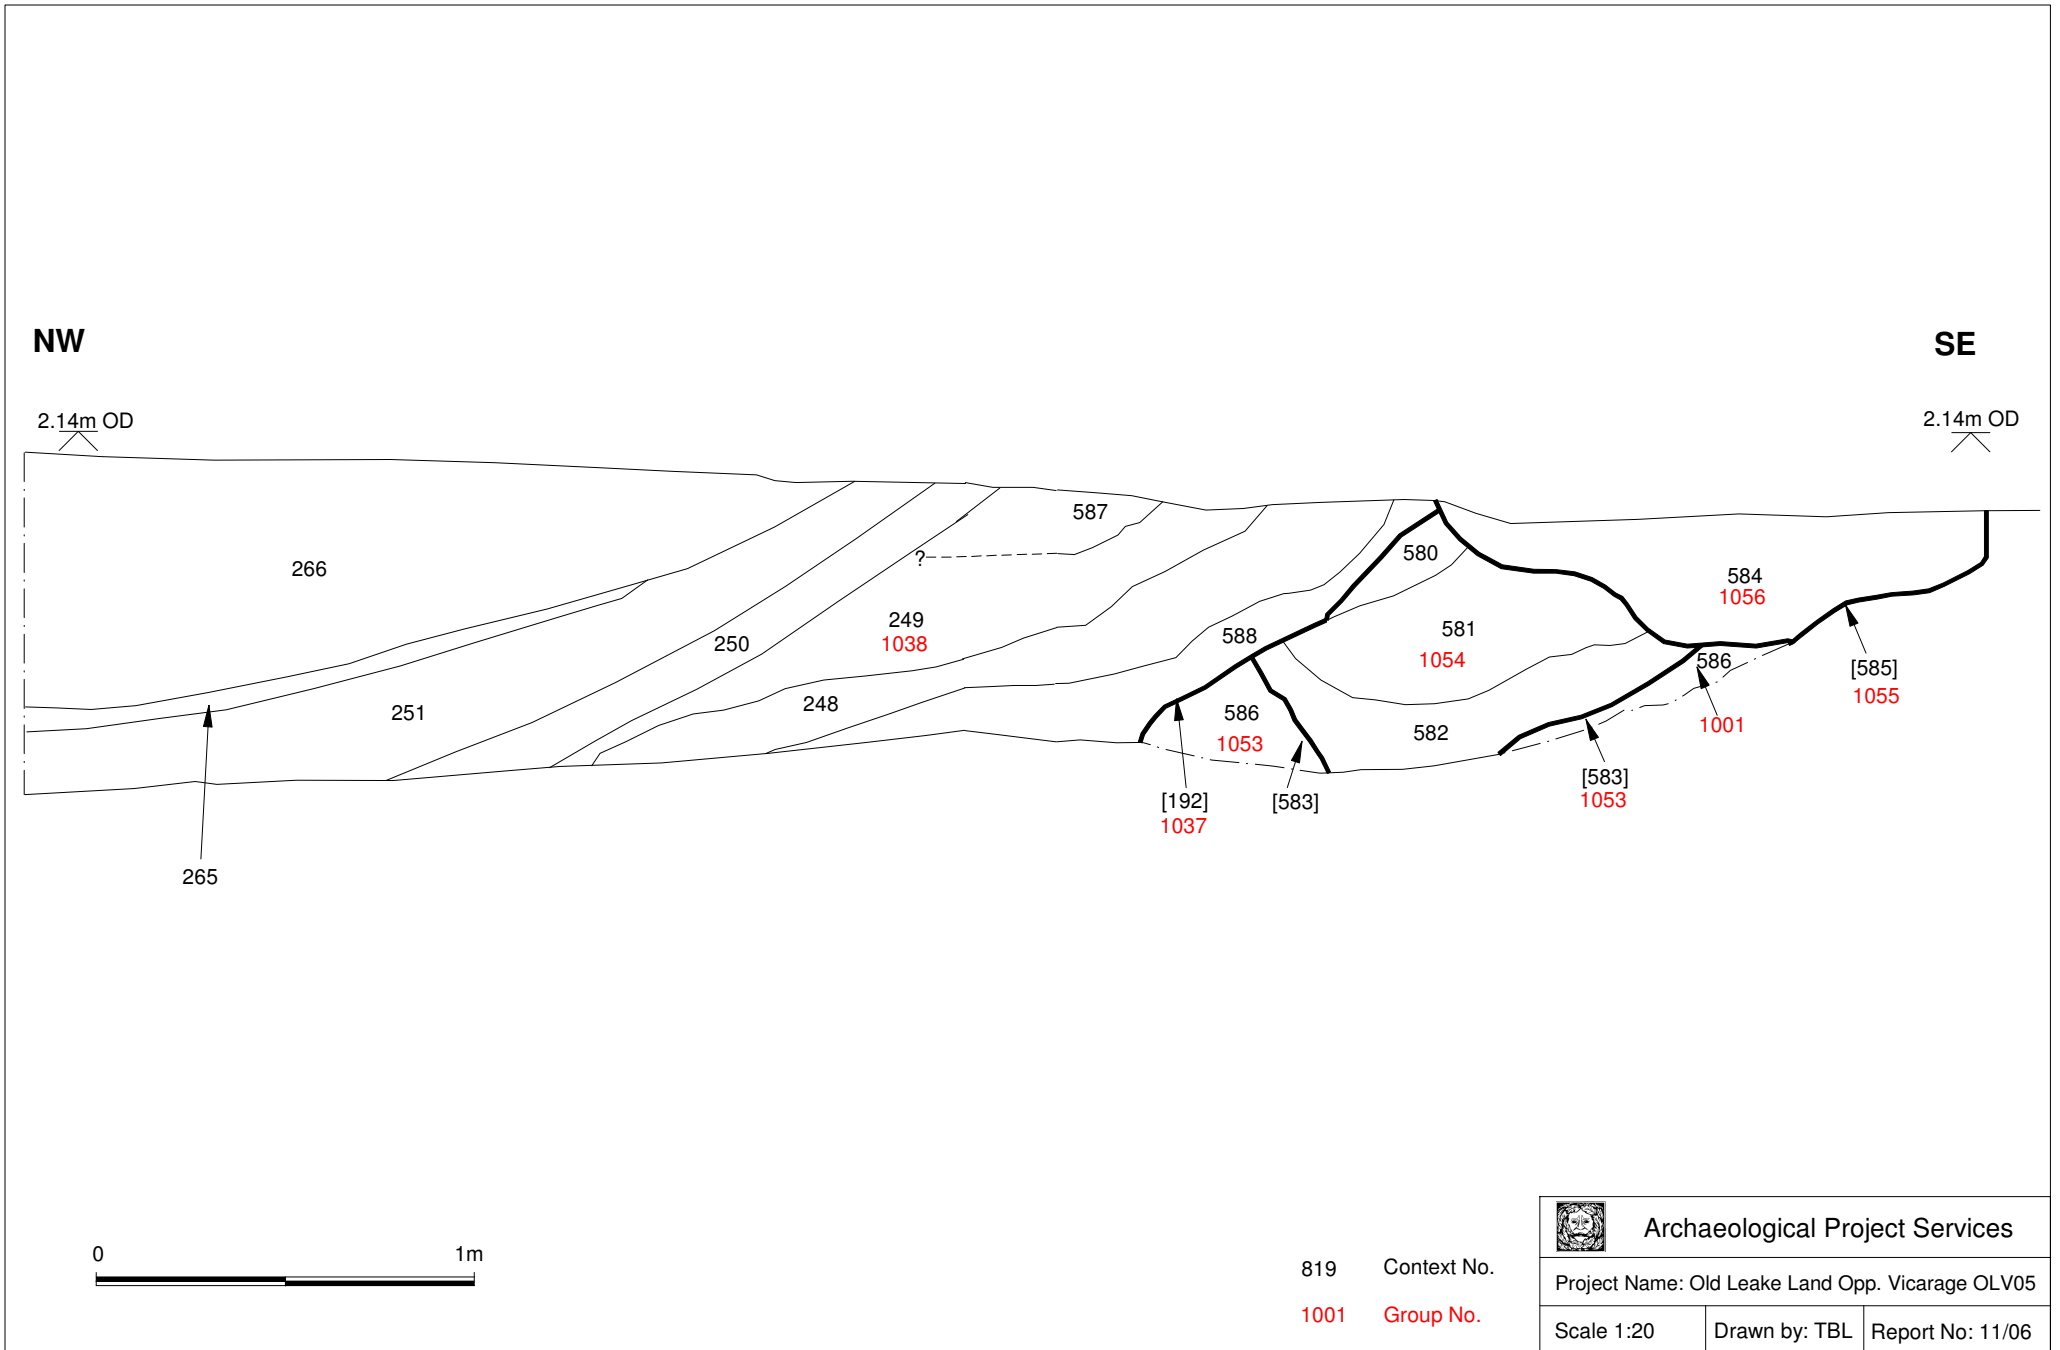 NW
SE
2.14m OD
2.14m OD
587
580
266
584
1056
249
1038
581
1054
588
250
586
[585]
1055
248
251
586
1053
582
1001
[583]
1053
[192]
1037
[583]
265
0 1m
819 Context No.
1001 Group No.
Archaeological Project Services
Project Name: Old Leake Land Opp. Vicarage OLV05
Scale 1:20
Drawn by: TBL
Report No: 11/06
?